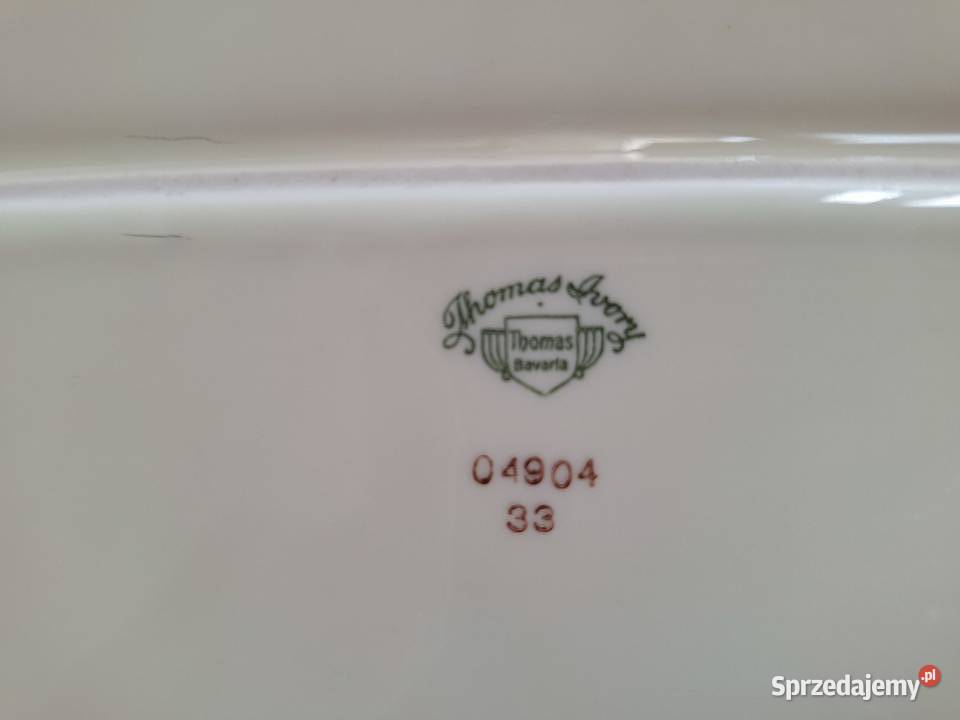 Thomas Ivory
Thomas
Bavaria
04904
33
Sprzedajemy.pl